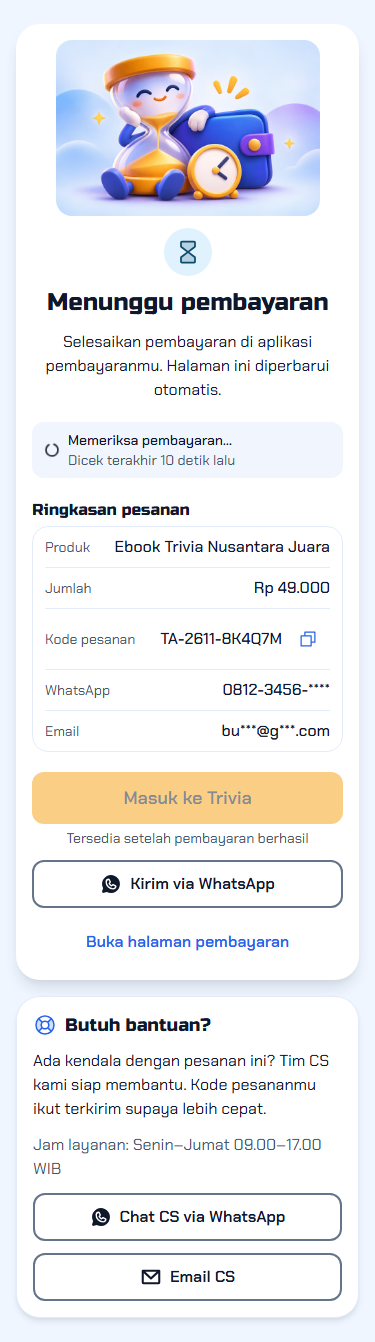 Menunggu pembayaran
Selesaikan pembayaran di aplikasi
pembayaranmu. Halaman ini diperbarui
otomatis.
Memeriksa pembayaran...
Dicek terakhir 10 detik lalu
Ringkasan pesanan
Produk Ebook Trivia Nusantara Juara
Jumlah Rp 49.000
Kode pesanan TA-2611-8K4Q7M
WhatsApp 0812-3456-****
Email bu***@g***.com
Masuk ke Trivia
Tersedia setelah pembayaran berhasil
Kirim via WhatsApp
Buka halaman pembayaran
Butuh bantuan?
Ada kendala dengan pesanan ini? Tim CS
kami siap membantu. Kode pesananmu
ikut terkirim supaya lebih cepat.
Jam layanan: Senin–Jumat 09.00–17.00
WIB
Chat CS via WhatsApp
Email CS